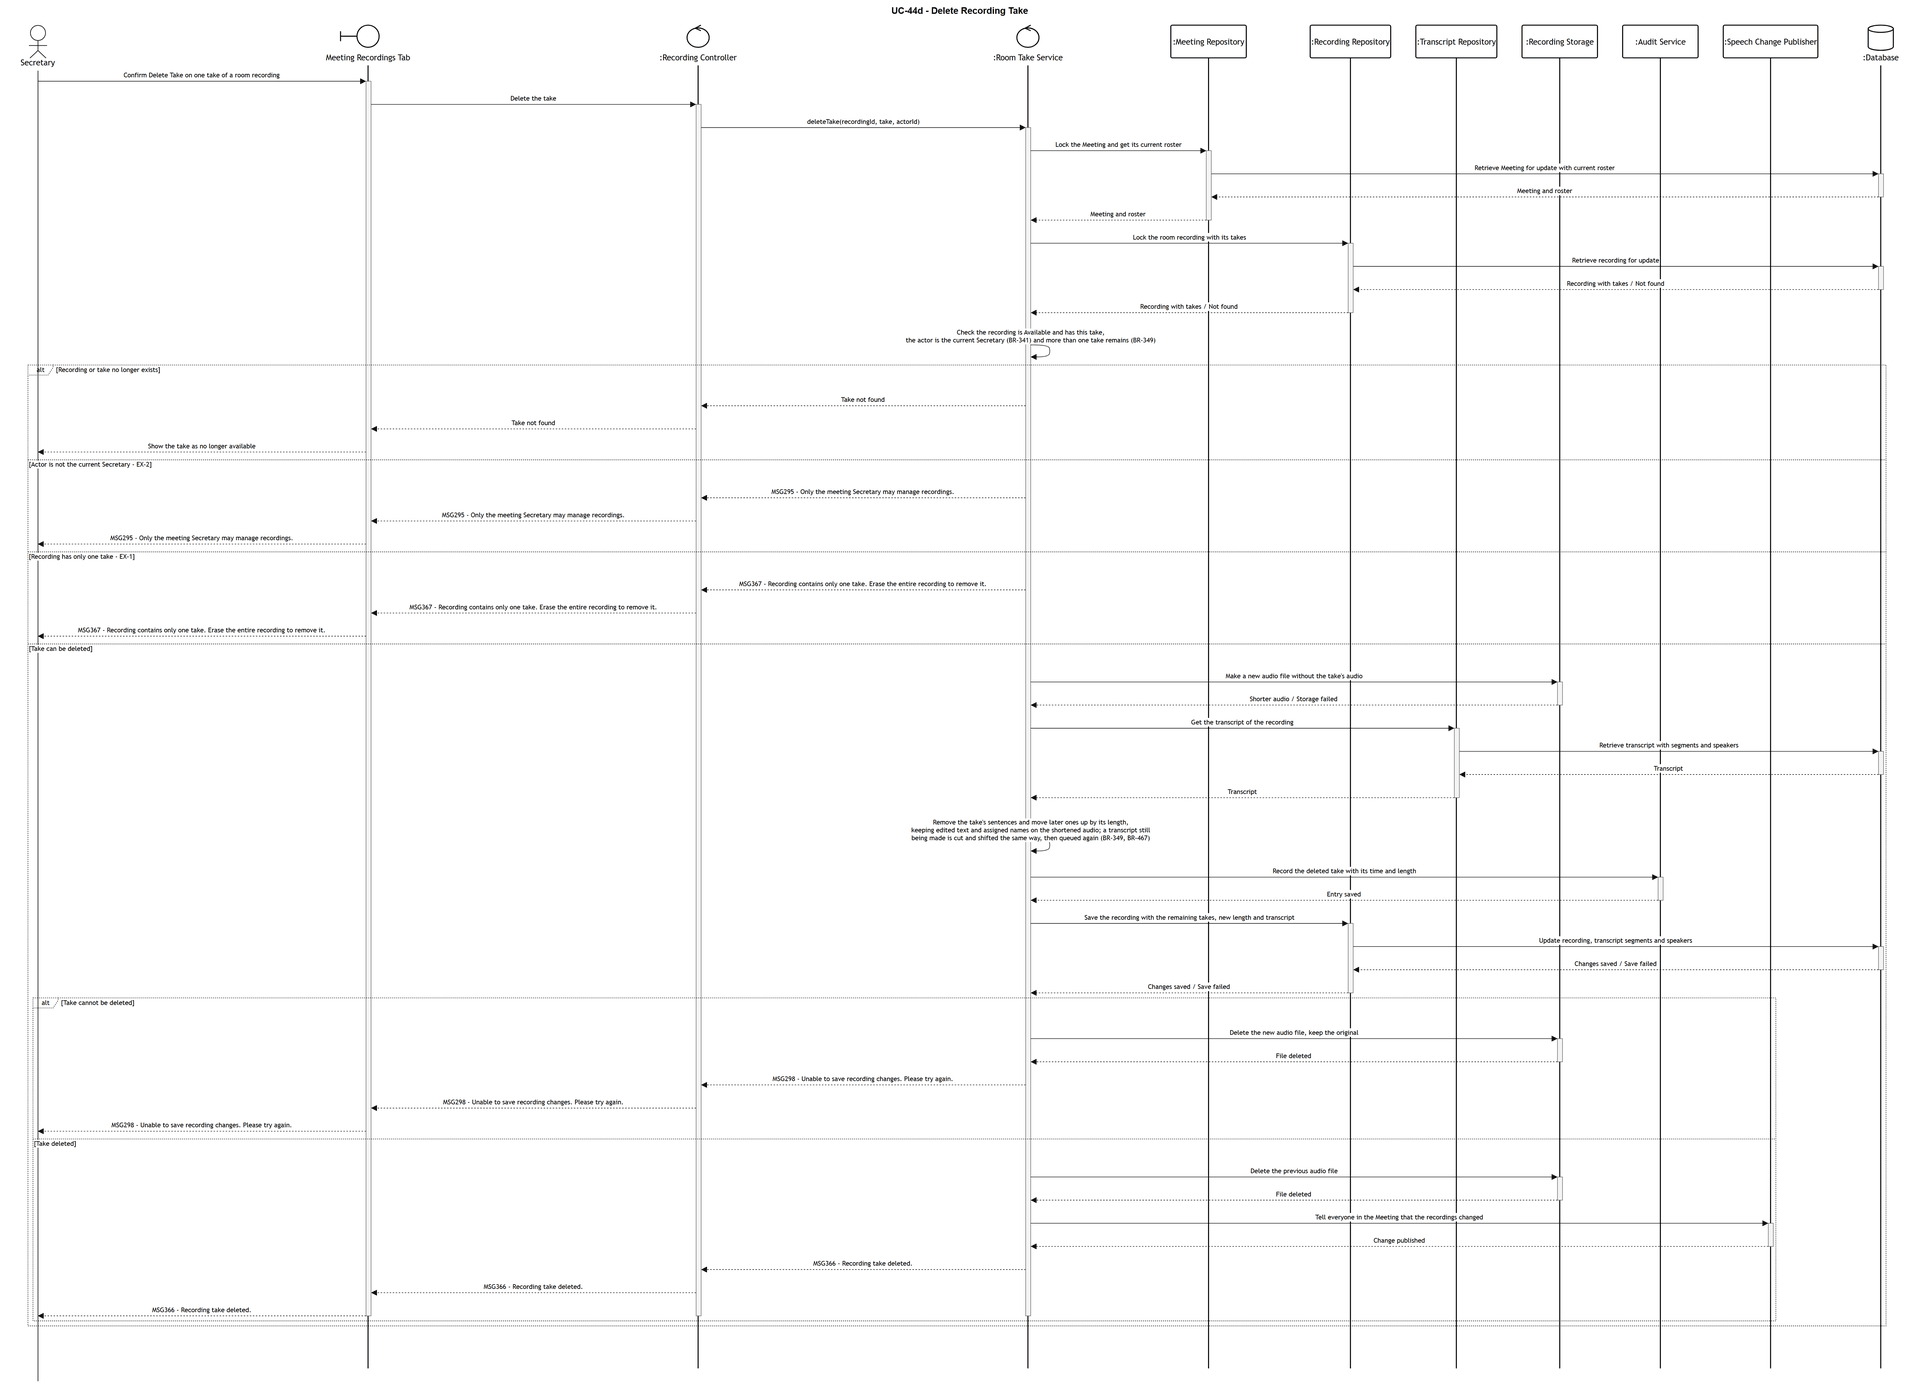 UC-44d - Delete Recording Take
Secretary
Meeting Recordings Tab
:Recording Controller
:Room Take Service
:Meeting Repository
:Recording Repository
:Transcript Repository
:Recording Storage
:Audit Service
:Speech Change Publisher
:Database
Confirm Delete Take on one take of a room recording
Delete the take
deleteTake(recordingId, take, actorId)
Lock the Meeting and get its current roster
Retrieve Meeting for update with current roster
Meeting and roster
Meeting and roster
Lock the room recording with its takes
Retrieve recording for update
Recording with takes / Not found
Recording with takes / Not found
Check the recording is Available and has this take,
the actor is the current Secretary (BR-341) and more than one take remains (BR-349)
alt
[Recording or take no longer exists]
Take not found
Take not found
Show the take as no longer available
[Actor is not the current Secretary - EX-2]
MSG295 - Only the meeting Secretary may manage recordings.
MSG295 - Only the meeting Secretary may manage recordings.
MSG295 - Only the meeting Secretary may manage recordings.
[Recording has only one take - EX-1]
MSG367 - Recording contains only one take. Erase the entire recording to remove it.
MSG367 - Recording contains only one take. Erase the entire recording to remove it.
MSG367 - Recording contains only one take. Erase the entire recording to remove it.
[Take can be deleted]
Make a new audio file without the take's audio
Shorter audio / Storage failed
Get the transcript of the recording
Retrieve transcript with segments and speakers
Transcript
Transcript
Remove the take's sentences and move later ones up by its length,
keeping edited text and assigned names on the shortened audio; a transcript still
being made is cut and shifted the same way, then queued again (BR-349, BR-467)
Record the deleted take with its time and length
Entry saved
Save the recording with the remaining takes, new length and transcript
Update recording, transcript segments and speakers
Changes saved / Save failed
Changes saved / Save failed
alt
[Take cannot be deleted]
Delete the new audio file, keep the original
File deleted
MSG298 - Unable to save recording changes. Please try again.
MSG298 - Unable to save recording changes. Please try again.
MSG298 - Unable to save recording changes. Please try again.
[Take deleted]
Delete the previous audio file
File deleted
Tell everyone in the Meeting that the recordings changed
Change published
MSG366 - Recording take deleted.
MSG366 - Recording take deleted.
MSG366 - Recording take deleted.